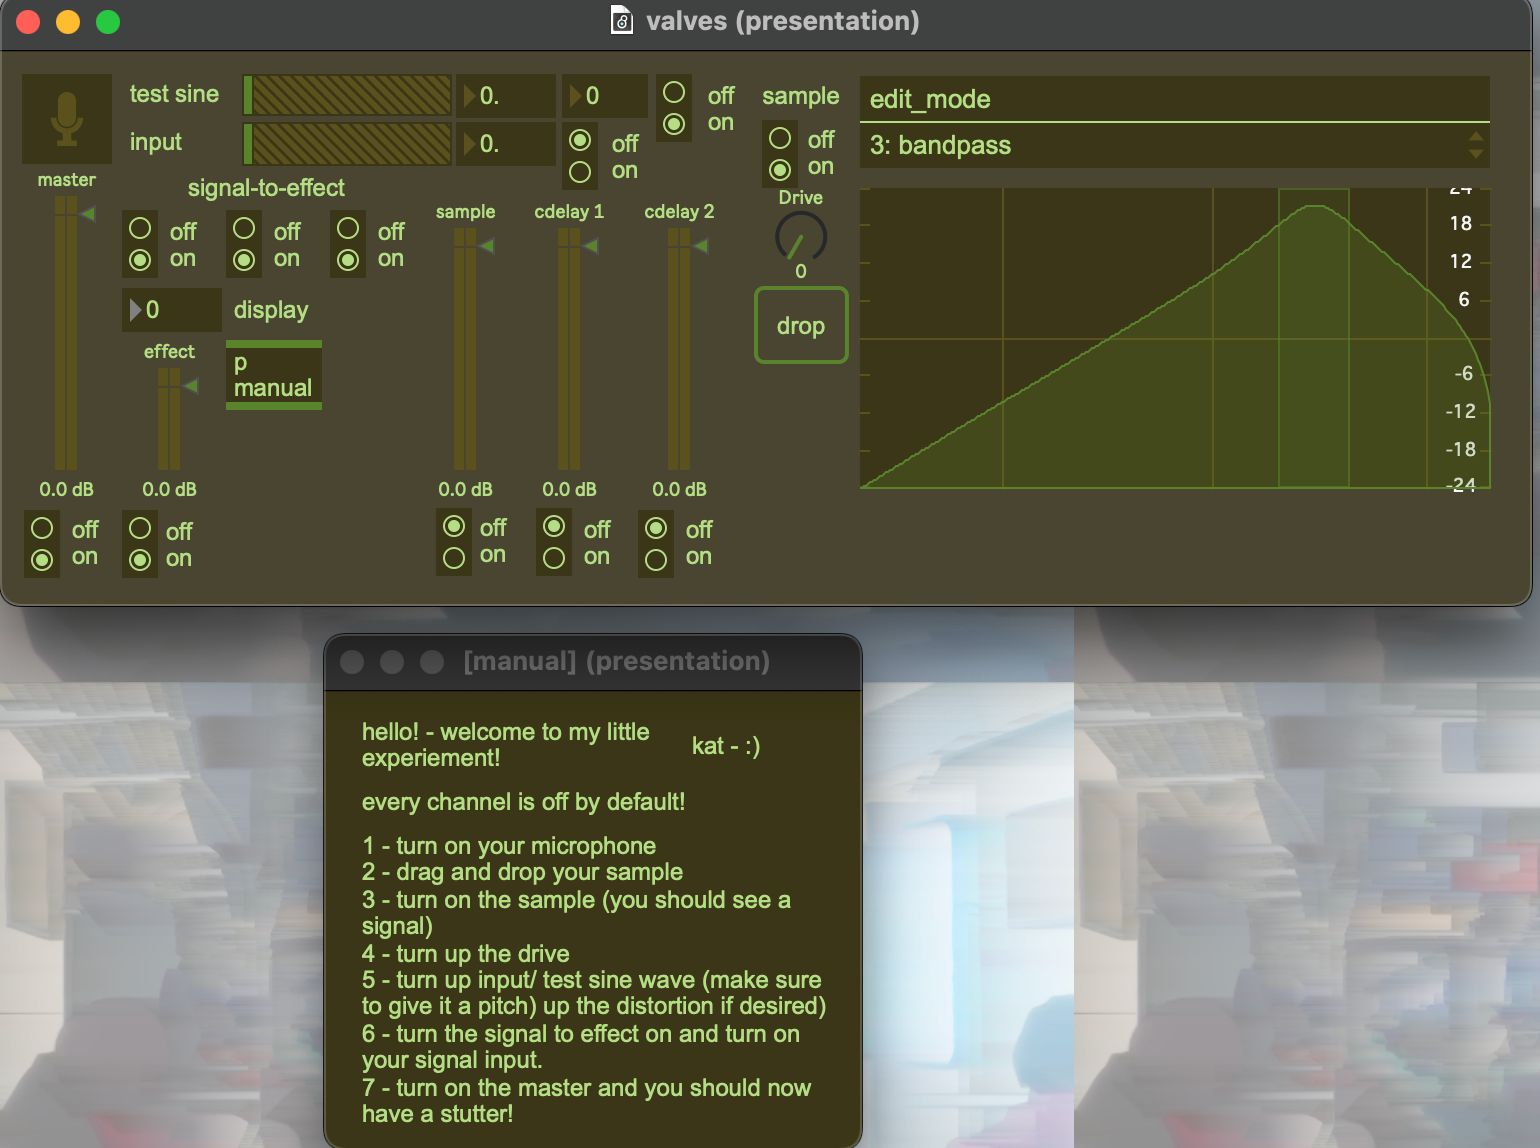 valves (presentation)
test sine
0.
0
off
on
sample
off
on
edit_mode
input
0.
off
on
3: bandpass
master
signal-to-effect
off
on
off
on
off
on
sample
cdelay 1
cdelay 2
Drive
0
drop
0
display
effect
p
manual
24
18
12
6
-6
-12
-18
-24
0.0 dB
0.0 dB
0.0 dB
0.0 dB
0.0 dB
off
on
off
on
off
on
off
on
off
on
[manual] (presentation)
hello! - welcome to my little
experiement!
kat - :)
every channel is off by default!
1 - turn on your microphone
2 - drag and drop your sample
3 - turn on the sample (you should see a
signal)
4 - turn up the drive
5 - turn up input/ test sine wave (make sure
to give it a pitch) up the distortion if desired)
6 - turn the signal to effect on and turn on
your signal input.
7 - turn on the master and you should now
have a stutter!